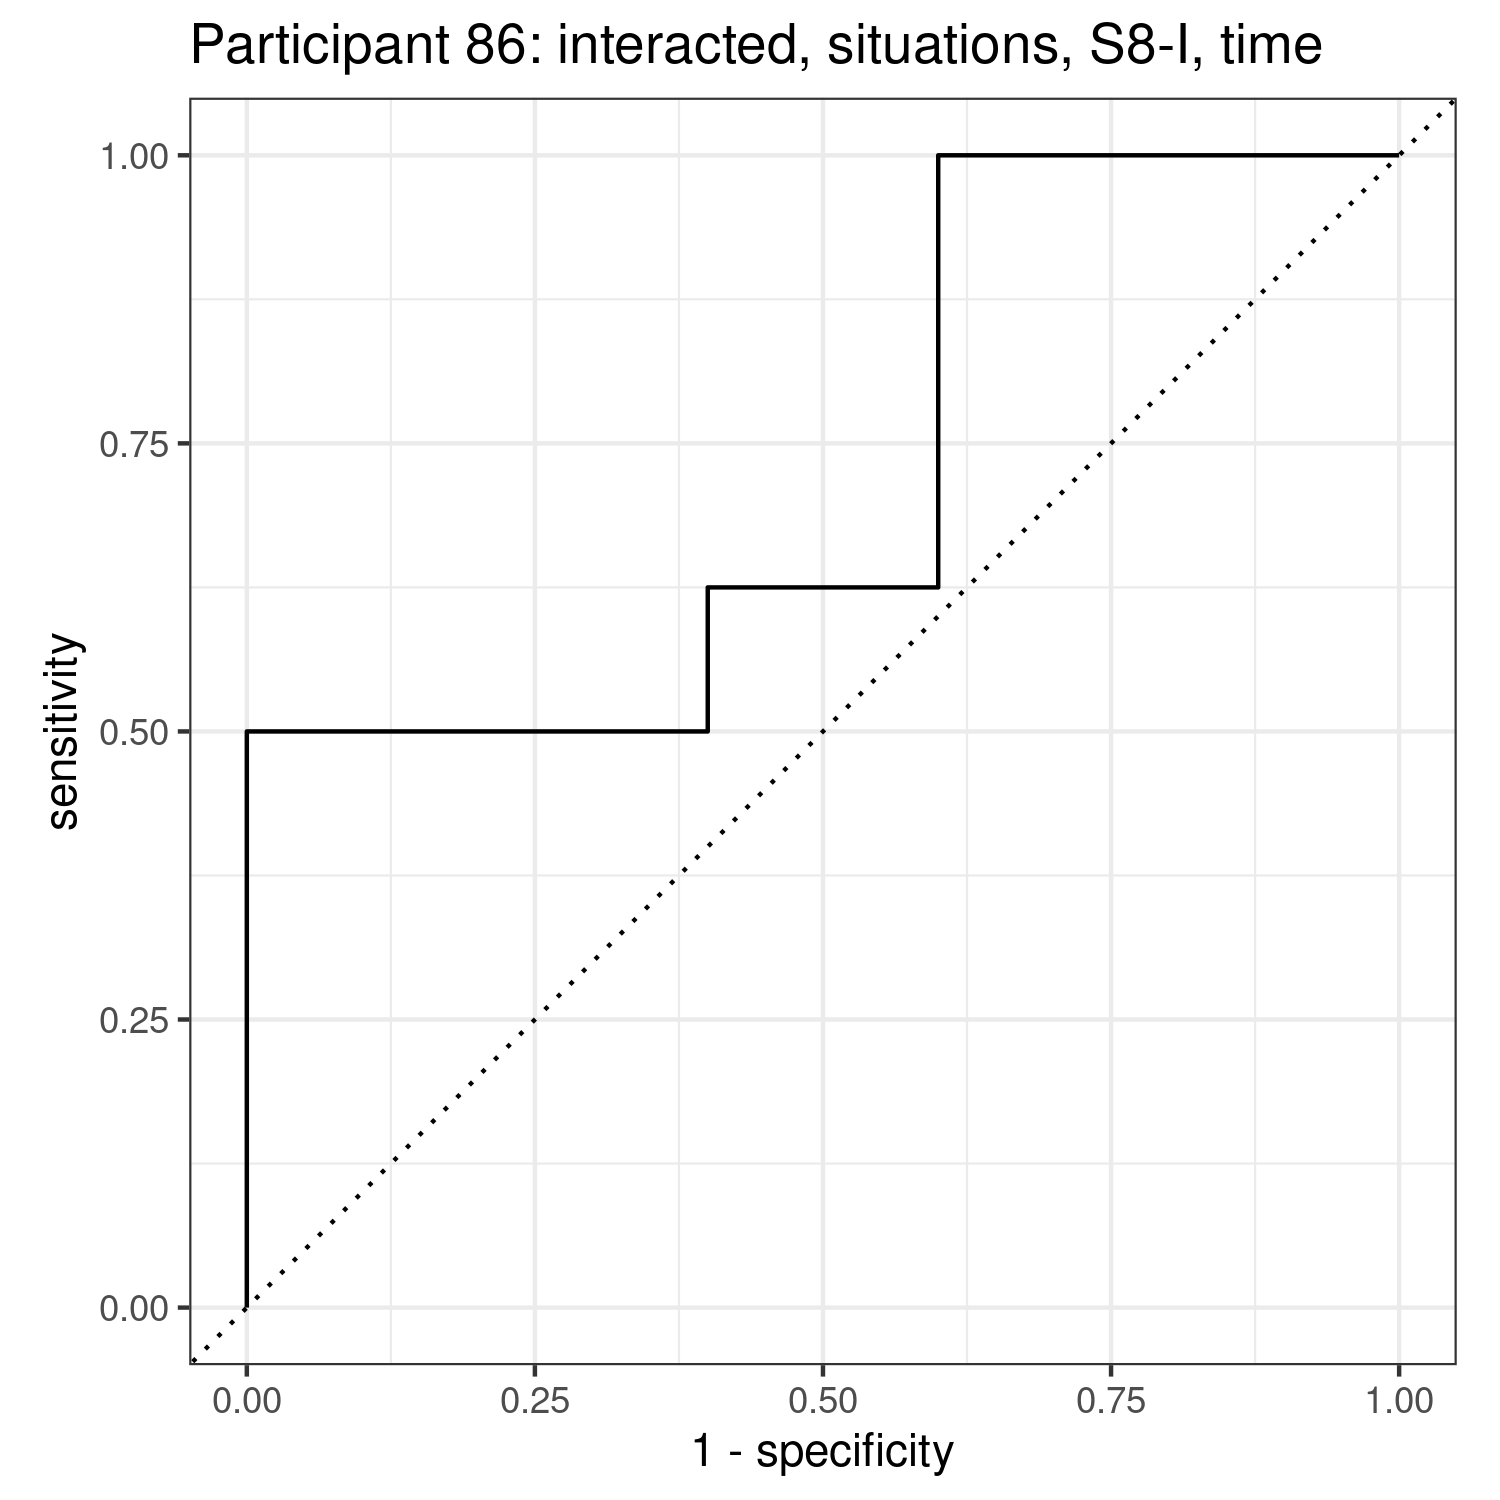 Participant 86: interacted, situations, S8-I, time
1.00
0.75
0.50
0.25
0.00
sensitivity
0.00 0.25 0.50 0.75 1.00
1 - specificity